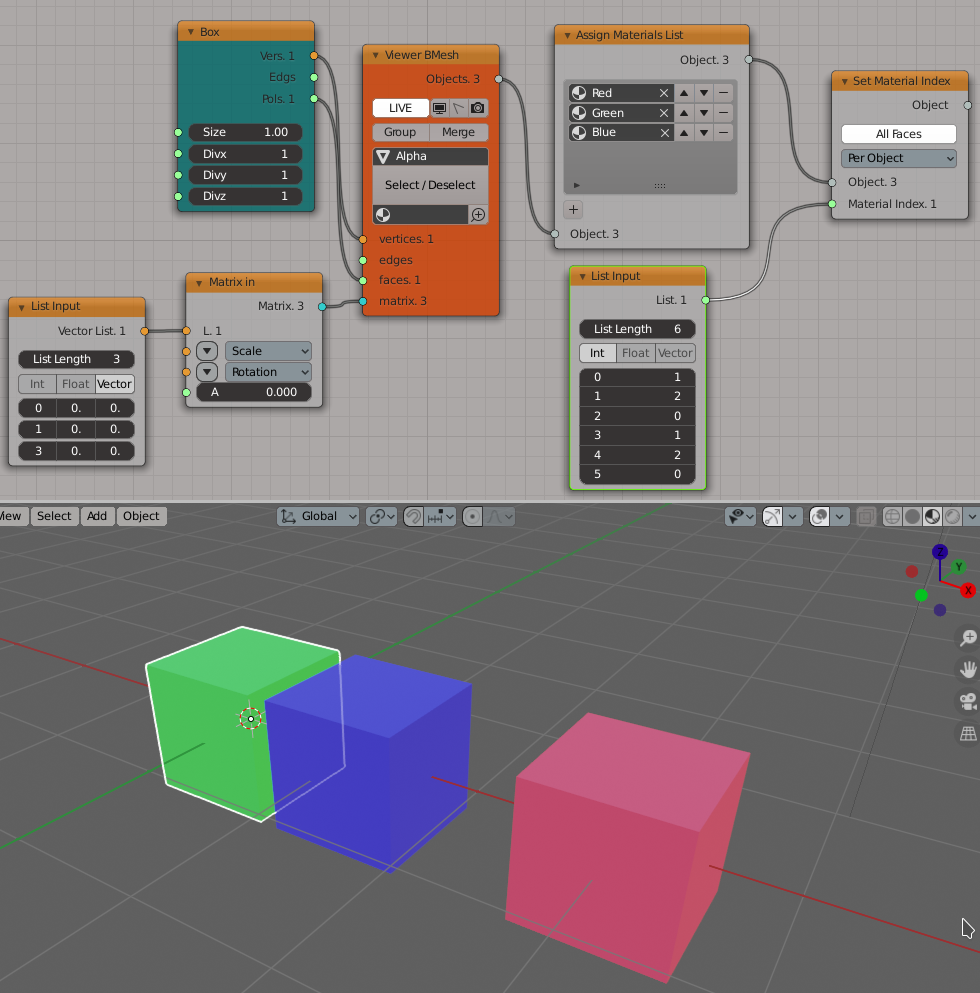 Box
Vers. 1
Edgs
Pols. 1
Size 1.00
Divx 1
Divy 1
Divz 1
Viewer BMesh
Objects. 3
LIVE
Group Merge
Alpha
Select / Deselect
vertices. 1
edges
faces. 1
matrix. 3
Assign Materials List
Object. 3
Red
Green
Blue
Object. 3
Set Material Index
Object
All Faces
Per Object
Object. 3
Material Index. 1
List Input
Vector List. 1
List Length 3
Int Float Vector
0 0. 0.
1 0. 0.
3 0. 0.
Matrix in
Matrix. 3
L. 1
Scale
Rotation
A 0.000
List Input
List. 1
List Length 6
Int Float Vector
0 1
1 2
2 0
3 1
4 2
5 0
iew Select Add Object Global
Z
Y
X